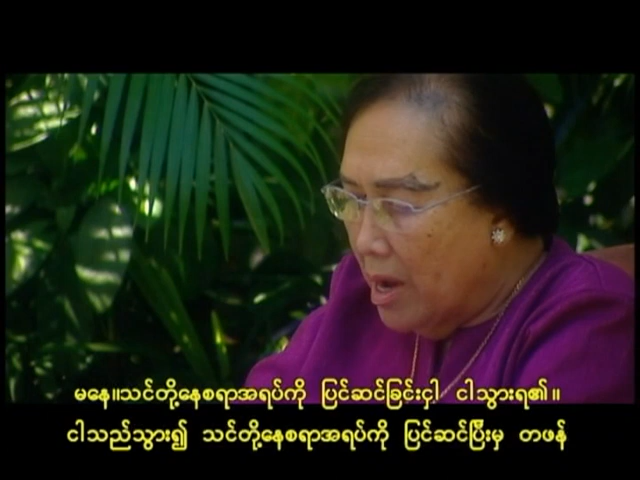 မနေ။သင်တို့နေစရာအရပ်ကို ပြင်ဆင်ခြင်းငှါ ငါသွားရ၏။
ငါသည်သွား၍ သင်တို့နေစရာအရပ်ကို ပြင်ဆင်ပြီးမှ တဖန်